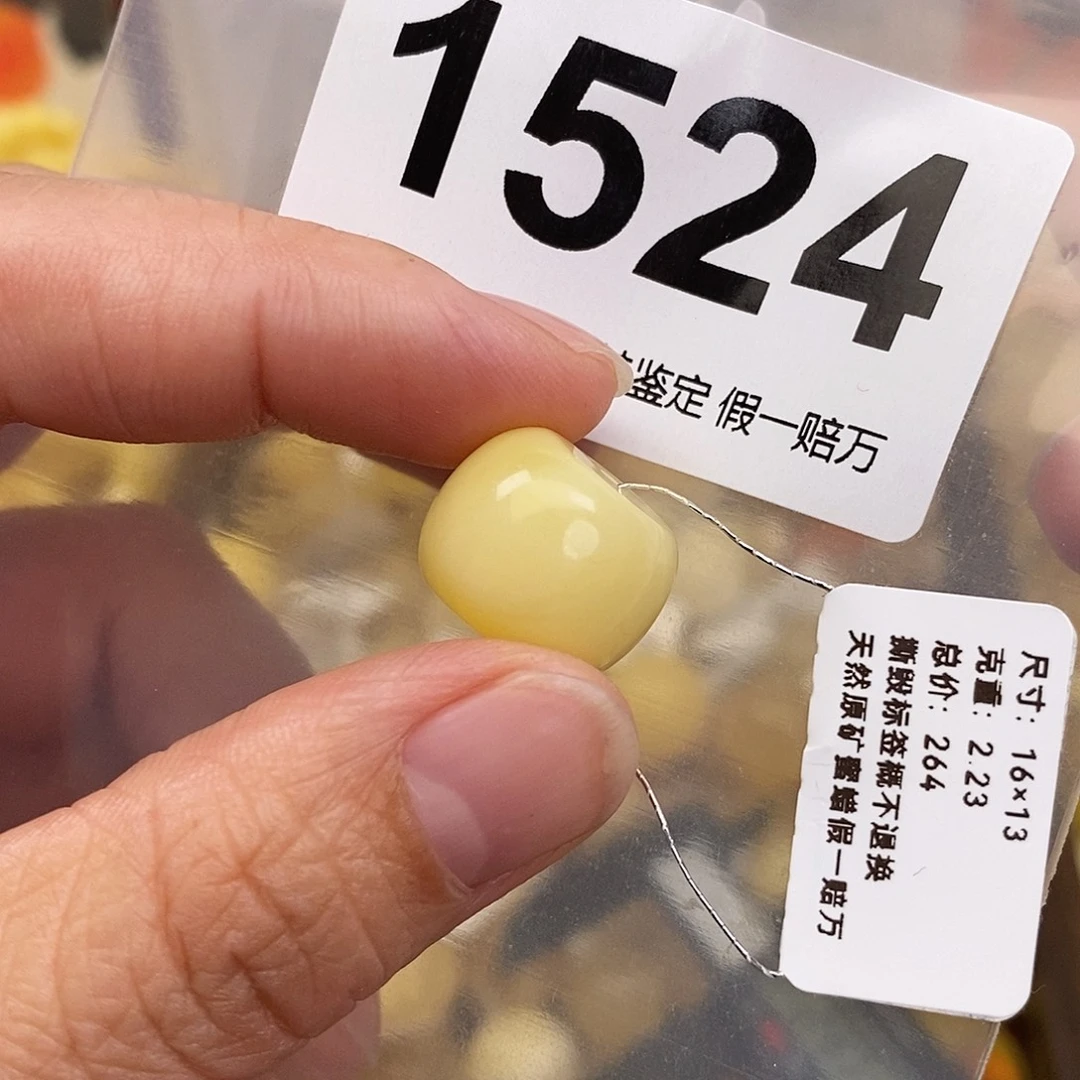 1524
鉴定 假一赔万
尺寸: 16×13
克重: 2.23
总价: 264
撕毁标签概不退换
天然原矿蜜蜡假一赔万